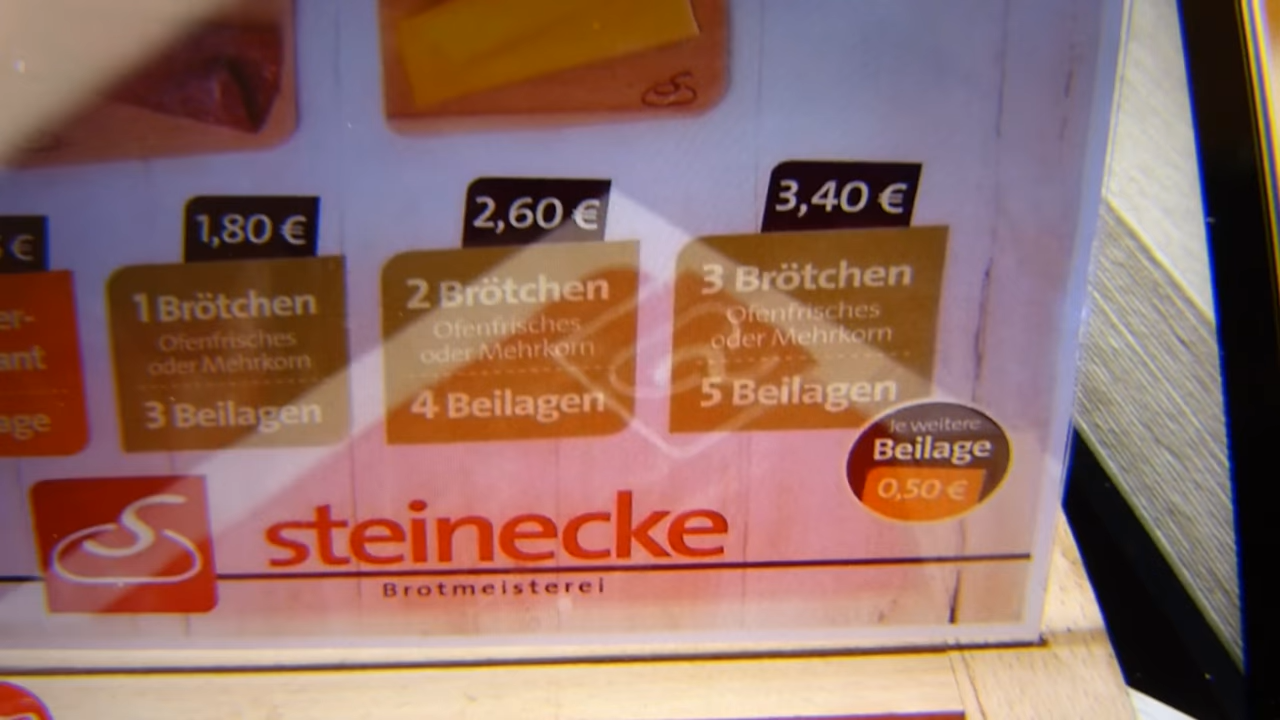 €
1,80 €
2,60 €
3,40 €
1 Brötchen
Ofenfrisches
oder Mehrkorn
3 Beilagen
2 Brötchen
Ofenfrisches
oder Mehrkorn
4 Beilagen
3 Brötchen
Ofenfrisches
oder Mehrkorn
5 Beilagen
Je weitere
Beilage
0,50 €
steinecke
Brotmeisterei